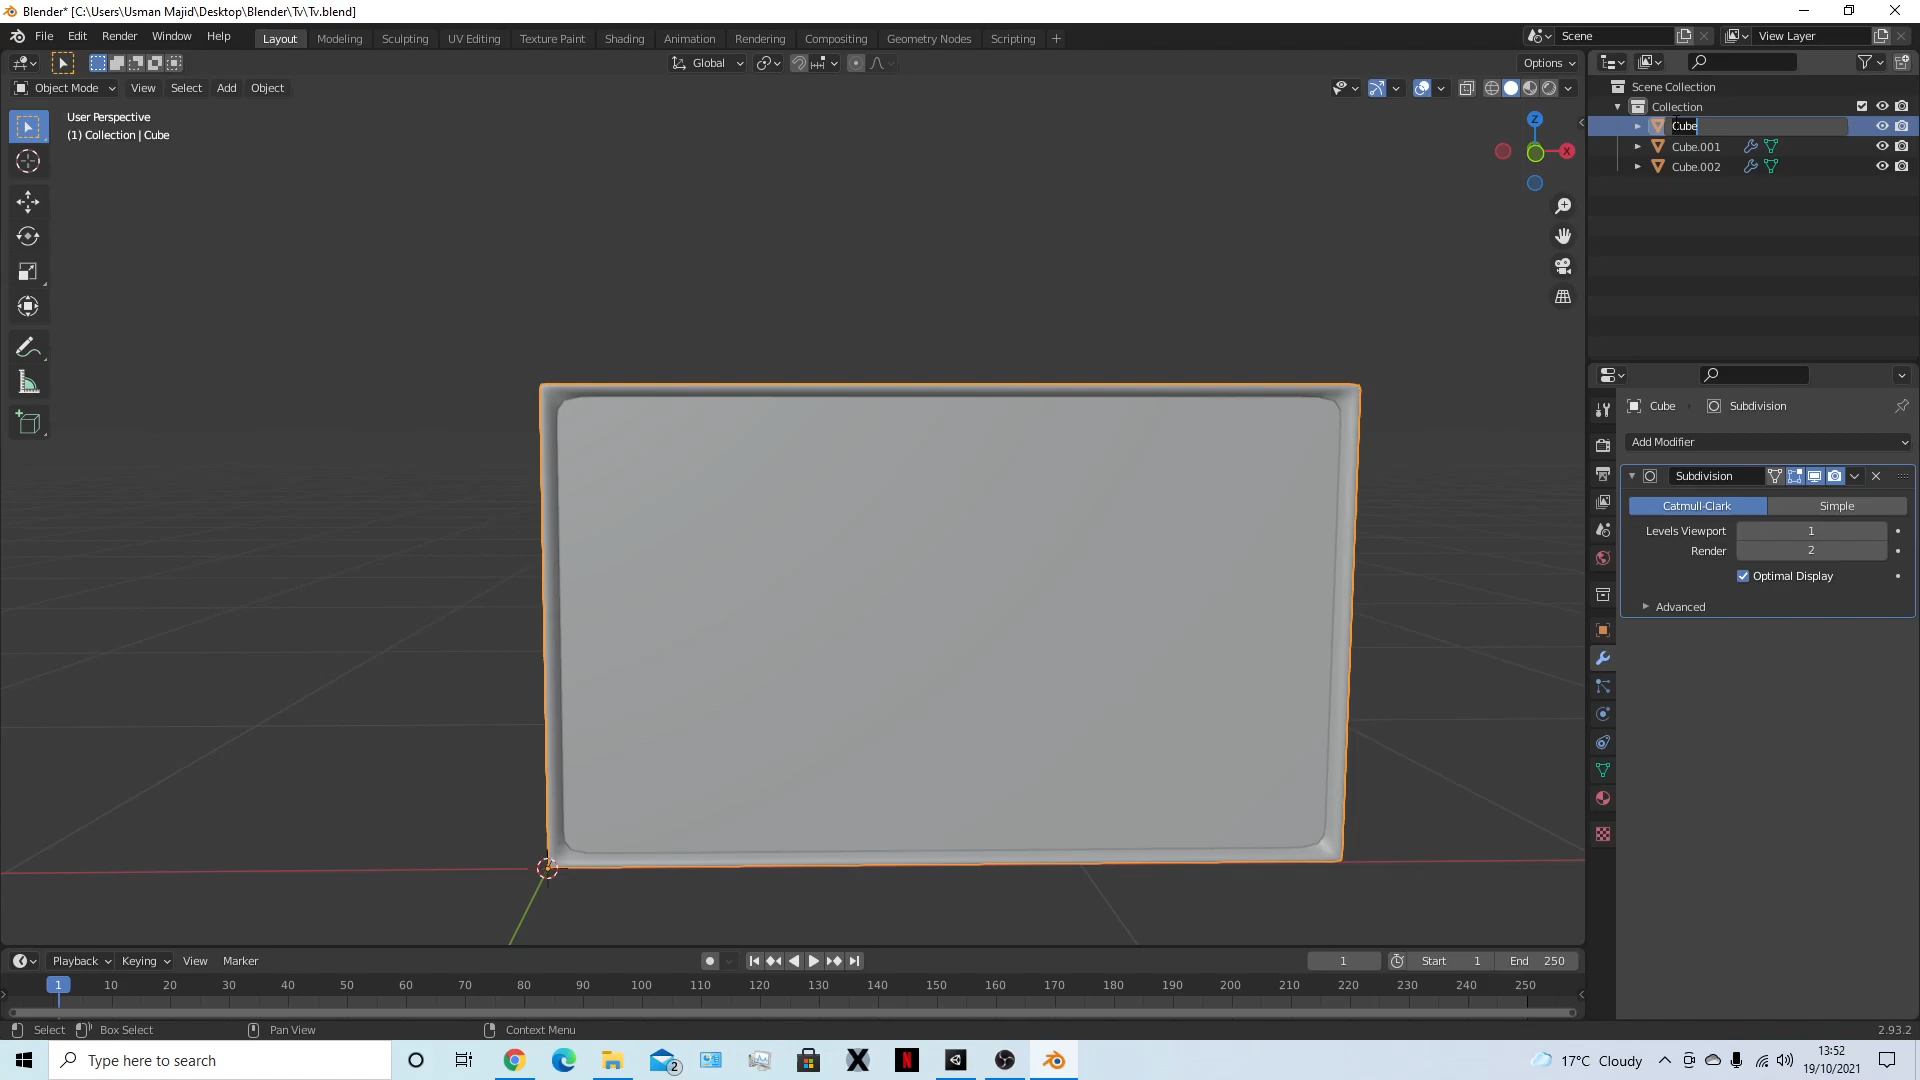 Blender* [C:\Users\Usman Majid\Desktop\Blender\Tv\Tv.blend]
File Edit Render Window Help Layout Modeling Sculpting UV Editing Texture Paint Shading Animation Rendering Compositing Geometry Nodes Scripting + Scene View Layer
Global Options
Object Mode View Select Add Object
User Perspective
(1) Collection | Cube
Z
X
Scene Collection
Collection
Cube
Cube.001
Cube.002
Cube Subdivision
Add Modifier
Subdivision
Catmull-Clark Simple
Levels Viewport 1
Render 2
Optimal Display
Advanced
Playback Keying View Marker 1 Start 1 End 250
1 10 20 30 40 50 60 70 80 90 100 110 120 130 140 150 160 170 180 190 200 210 220 230 240 250
Select Box Select Pan View Context Menu 2.93.2
Type here to search 2 X N 17°C Cloudy 13:52
19/10/2021